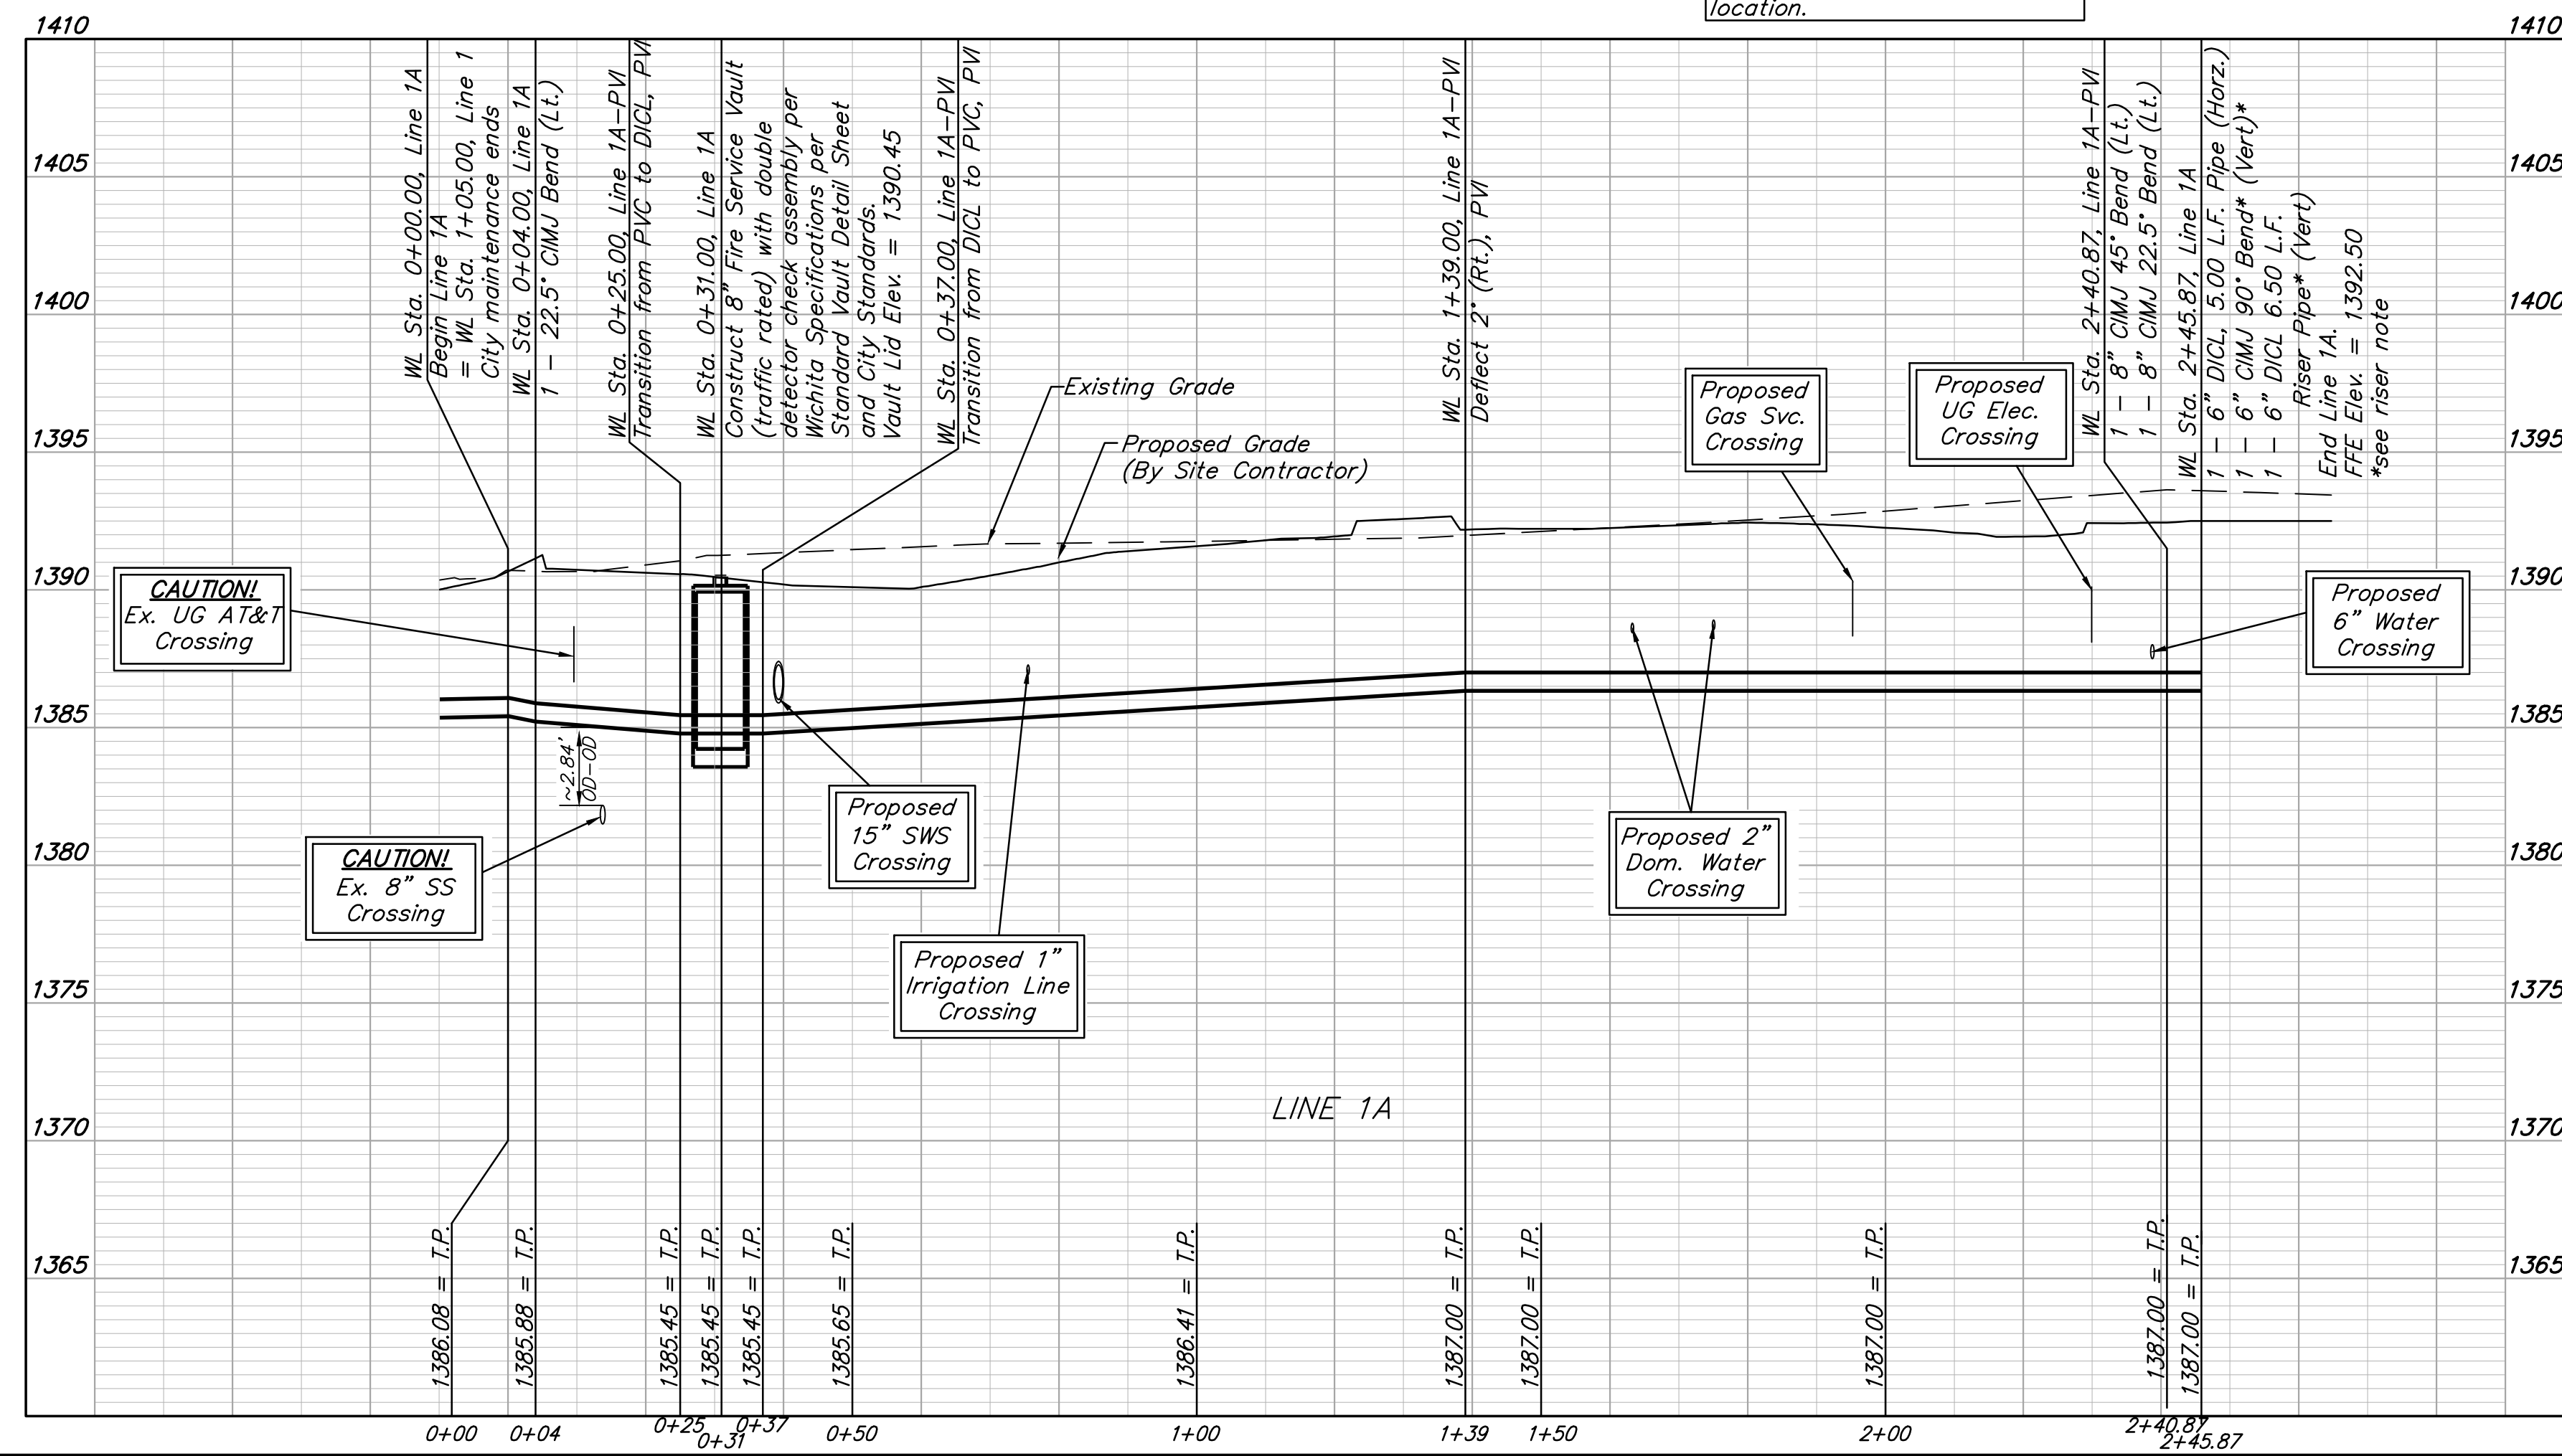 location.
1410
1410
1405
1405
1400
1400
1395
1395
1390
1390
1385
1385
1380
1380
1375
1375
1370
1370
1365
1365
WL Sta. 0+00.00, Line 1A
Begin Line 1A
= WL Sta. 1+05.00, Line 1
City maintenance ends
WL Sta. 0+04.00, Line 1A
1 - 22.5° CIMJ Bend (Lt.)
WL Sta. 0+25.00, Line 1A-PVI
Transition from PVC to DICL, PVI
WL Sta. 0+31.00, Line 1A
Construct 8" Fire Service Vault
(traffic rated) with double
detector check assembly per
Wichita Specifications per
Standard Vault Detail Sheet
and City Standards.
Vault Lid Elev. = 1390.45
WL Sta. 0+37.00, Line 1A-PVI
Transition from DICL to PVC, PVI
WL Sta. 1+39.00, Line 1A-PVI
Deflect 2° (Rt.), PVI
WL Sta. 2+40.87, Line 1A-PVI
1 - 8" CIMJ 45° Bend (Lt.)
1 - 8" CIMJ 22.5° Bend (Lt.)
WL Sta. 2+45.87, Line 1A
1 - 6" DICL, 5.00 L.F. Pipe (Horz.)
1 - 6" CIMJ 90° Bend* (Vert)*
1 - 6" DICL 6.50 L.F.
Riser Pipe* (Vert)
End Line 1A.
FFE Elev. = 1392.50
*see riser note
Existing Grade
Proposed Grade
(By Site Contractor)
Proposed
Gas Svc.
Crossing
Proposed
UG Elec.
Crossing
CAUTION!
Ex. UG AT&T
Crossing
Proposed
6" Water
Crossing
~2.84'
OD-OD
CAUTION!
Ex. 8" SS
Crossing
Proposed
15" SWS
Crossing
Proposed 1"
Irrigation Line
Crossing
Proposed 2"
Dom. Water
Crossing
LINE 1A
1386.08 = T.P.
1385.88 = T.P.
1385.45 = T.P.
1385.45 = T.P.
1385.45 = T.P.
1385.65 = T.P.
1386.41 = T.P.
1387.00 = T.P.
1387.00 = T.P.
1387.00 = T.P.
1387.00 = T.P.
1387.00 = T.P.
0+00
0+04
0+25
0+31
0+37
0+50
1+00
1+39
1+50
2+00
2+40.87
2+45.87